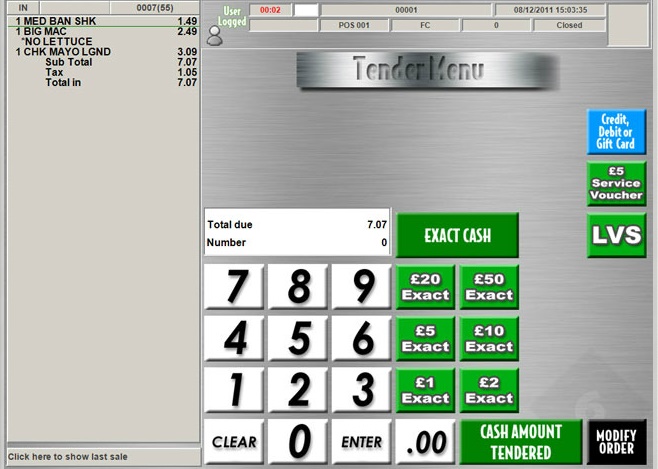 IN 0007(55)
1 MED BAN SHK 1.49
1 BIG MAC 2.49
*NO LETTUCE
1 CHK MAYO LGND 3.09
Sub Total 7.07
Tax 1.05
Total in 7.07
Click here to show last sale
User
Logged
00:02 00001 08/12/2011 15:03:35
POS 001 FC 0 Closed
Tender Menu
Credit,
Debit or
Gift Card
£5
Service
Voucher
LVS
Total due 7.07
Number 0
EXACT CASH
7 8 9
£20
Exact
£50
Exact
4 5 6
£5
Exact
£10
Exact
1 2 3
£1
Exact
£2
Exact
CLEAR 0 ENTER .00
CASH AMOUNT
TENDERED
MODIFY
ORDER